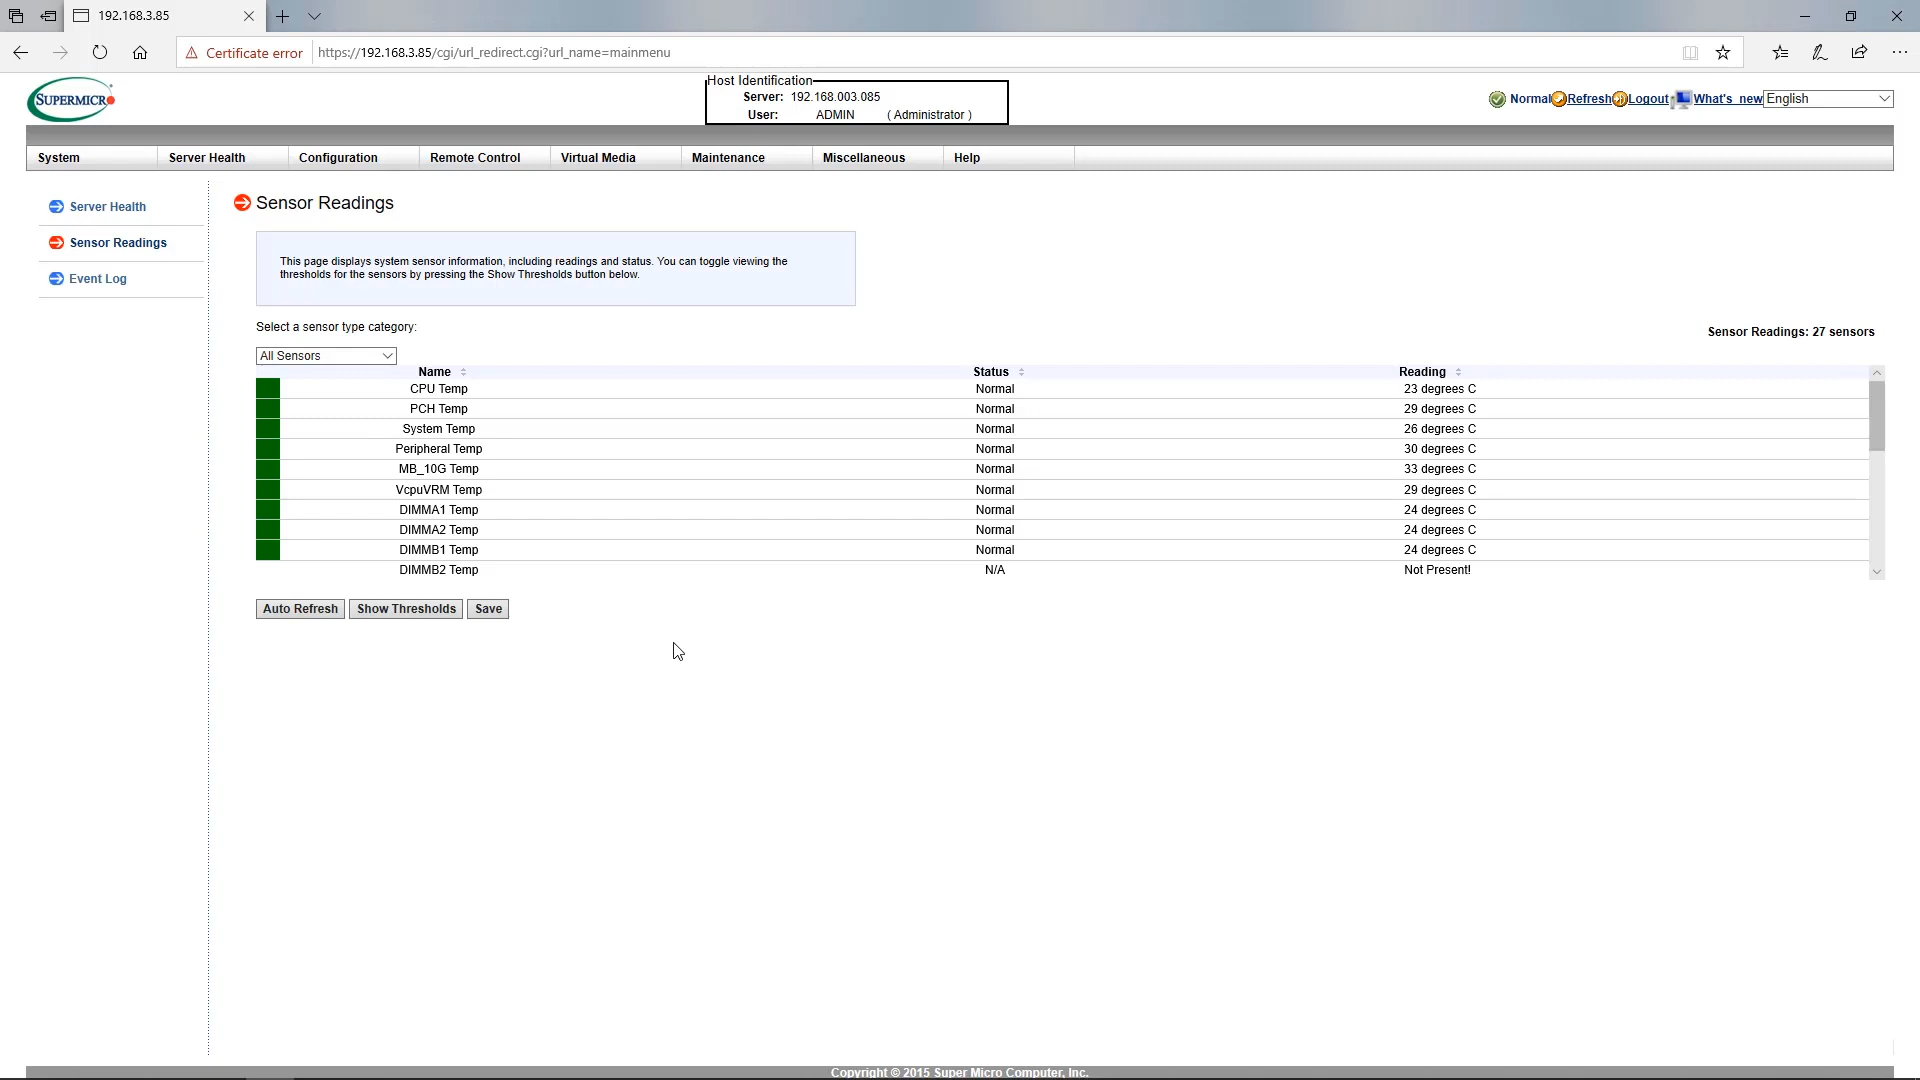 192.168.3.85
Certificate error https://192.168.3.85/cgi/url_redirect.cgi?url_name=mainmenu
SUPERMICRO
Host Identification
Server: 192.168.003.085
User: ADMIN ( Administrator )
Normal Refresh Logout What's new English
System Server Health Configuration Remote Control Virtual Media Maintenance Miscellaneous Help
Server Health
Sensor Readings
Event Log
Sensor Readings
This page displays system sensor information, including readings and status. You can toggle viewing the
thresholds for the sensors by pressing the Show Thresholds button below.
Select a sensor type category:
Sensor Readings: 27 sensors
All Sensors
Name Status Reading
CPU Temp Normal 23 degrees C
PCH Temp Normal 29 degrees C
System Temp Normal 26 degrees C
Peripheral Temp Normal 30 degrees C
MB_10G Temp Normal 33 degrees C
VcpuVRM Temp Normal 29 degrees C
DIMMA1 Temp Normal 24 degrees C
DIMMA2 Temp Normal 24 degrees C
DIMMB1 Temp Normal 24 degrees C
DIMMB2 Temp N/A Not Present!
Auto Refresh Show Thresholds Save
Copyright © 2015 Super Micro Computer, Inc.